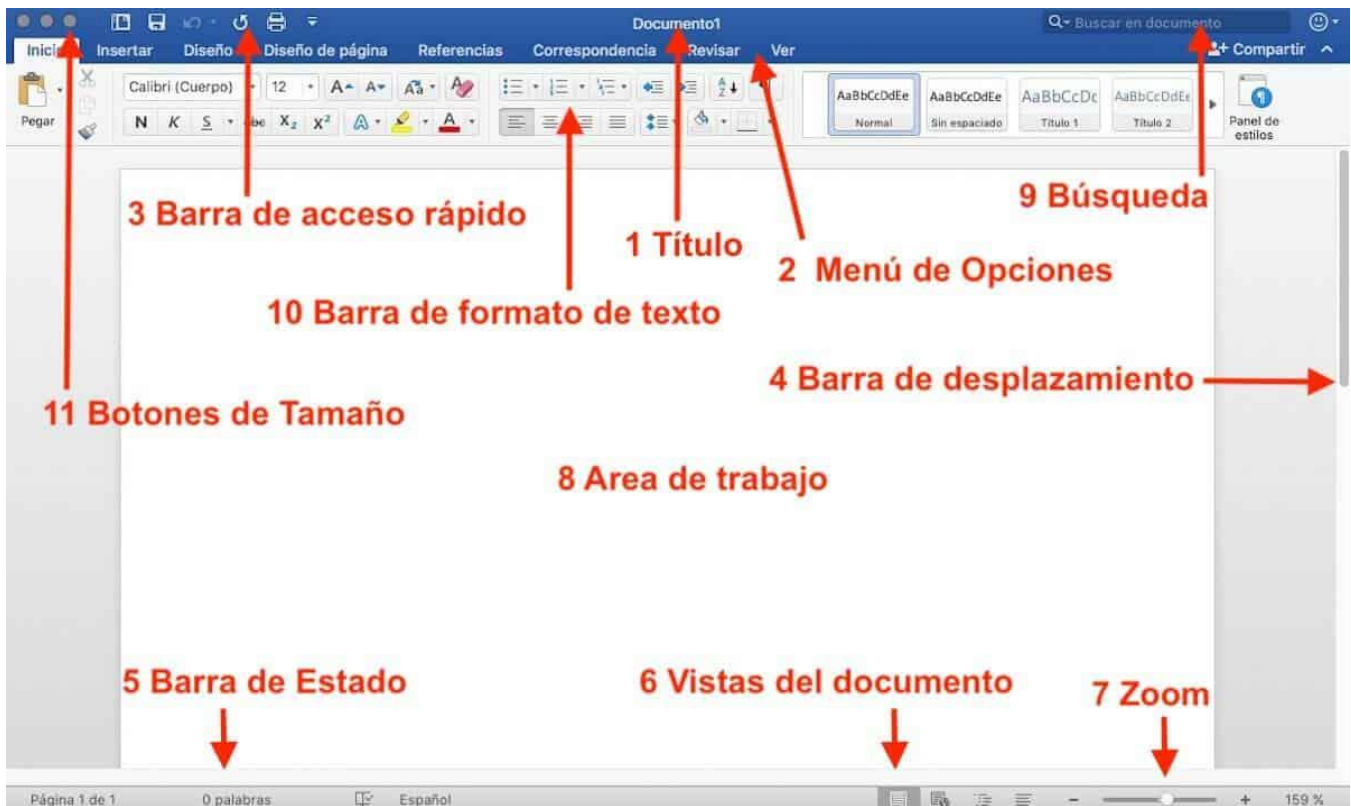 Documento1
Buscar en documento
Inicio Insertar Diseño Diseño de página Referencias Correspondencia Revisar Ver
Compartir
Pegar
Calibri (Cuerpo) 12
N K S abc X₂ X² A A
AaBbCcDdEe AaBbCcDdEe AaBbCcDc AaBbCcDdEe
Normal Sin espaciado Título 1 Título 2
Panel de
estilos
3 Barra de acceso rápido
9 Búsqueda
1 Título
2 Menú de Opciones
10 Barra de formato de texto
4 Barra de desplazamiento
11 Botones de Tamaño
8 Area de trabajo
5 Barra de Estado
6 Vistas del documento
7 Zoom
Página 1 de 1 0 palabras Español 159 %